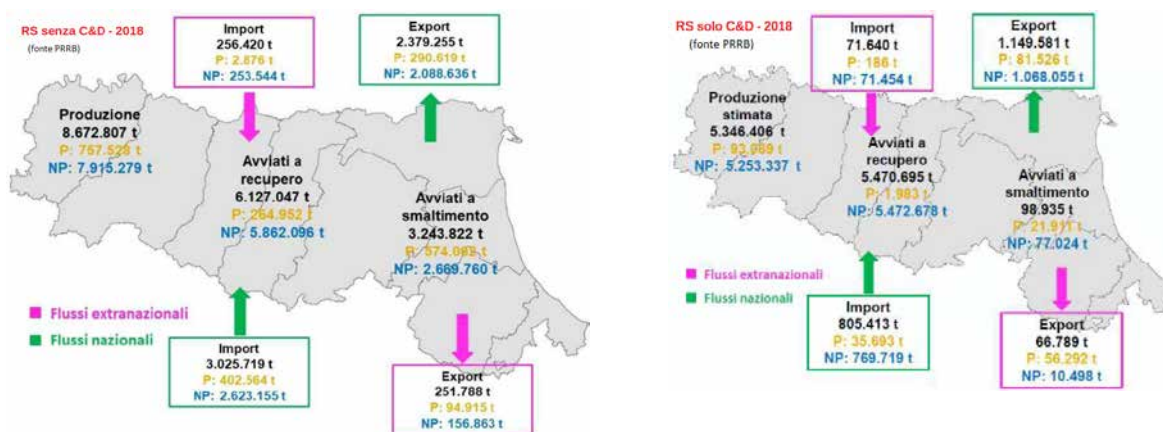 RS senza C&D - 2018
(fonte PRRB)
Import
256.420 t
P: 2.876 t
NP: 253.544 t
Export
2.379.255 t
P: 290.619 t
NP: 2.088.636 t
Produzione
8.672.807 t
P: 757.528 t
NP: 7.915.279 t
Avviati a
recupero
6.127.047 t
P: 264.952 t
NP: 5.862.096 t
Avviati a
smaltimento
3.243.822 t
P: 574.062 t
NP: 2.669.760 t
Flussi extranazionali
Flussi nazionali
Import
3.025.719 t
P: 402.564 t
NP: 2.623.155 t
Export
251.788 t
P: 94.915 t
NP: 156.863 t
RS solo C&D - 2018
(fonte PRRB)
Import
71.640 t
P: 186 t
NP: 71.454 t
Export
1.149.581 t
P: 81.526 t
NP: 1.068.055 t
Produzione
stimata
5.346.406 t
P: 93.069 t
NP: 5.253.337 t
Avviati a
recupero
5.470.695 t
P: 1.983 t
NP: 5.472.678 t
Avviati a
smaltimento
98.935 t
P: 21.911 t
NP: 77.024 t
Flussi extranazionali
Flussi nazionali
Import
805.413 t
P: 35.693 t
NP: 769.719 t
Export
66.789 t
P: 56.292 t
NP: 10.498 t